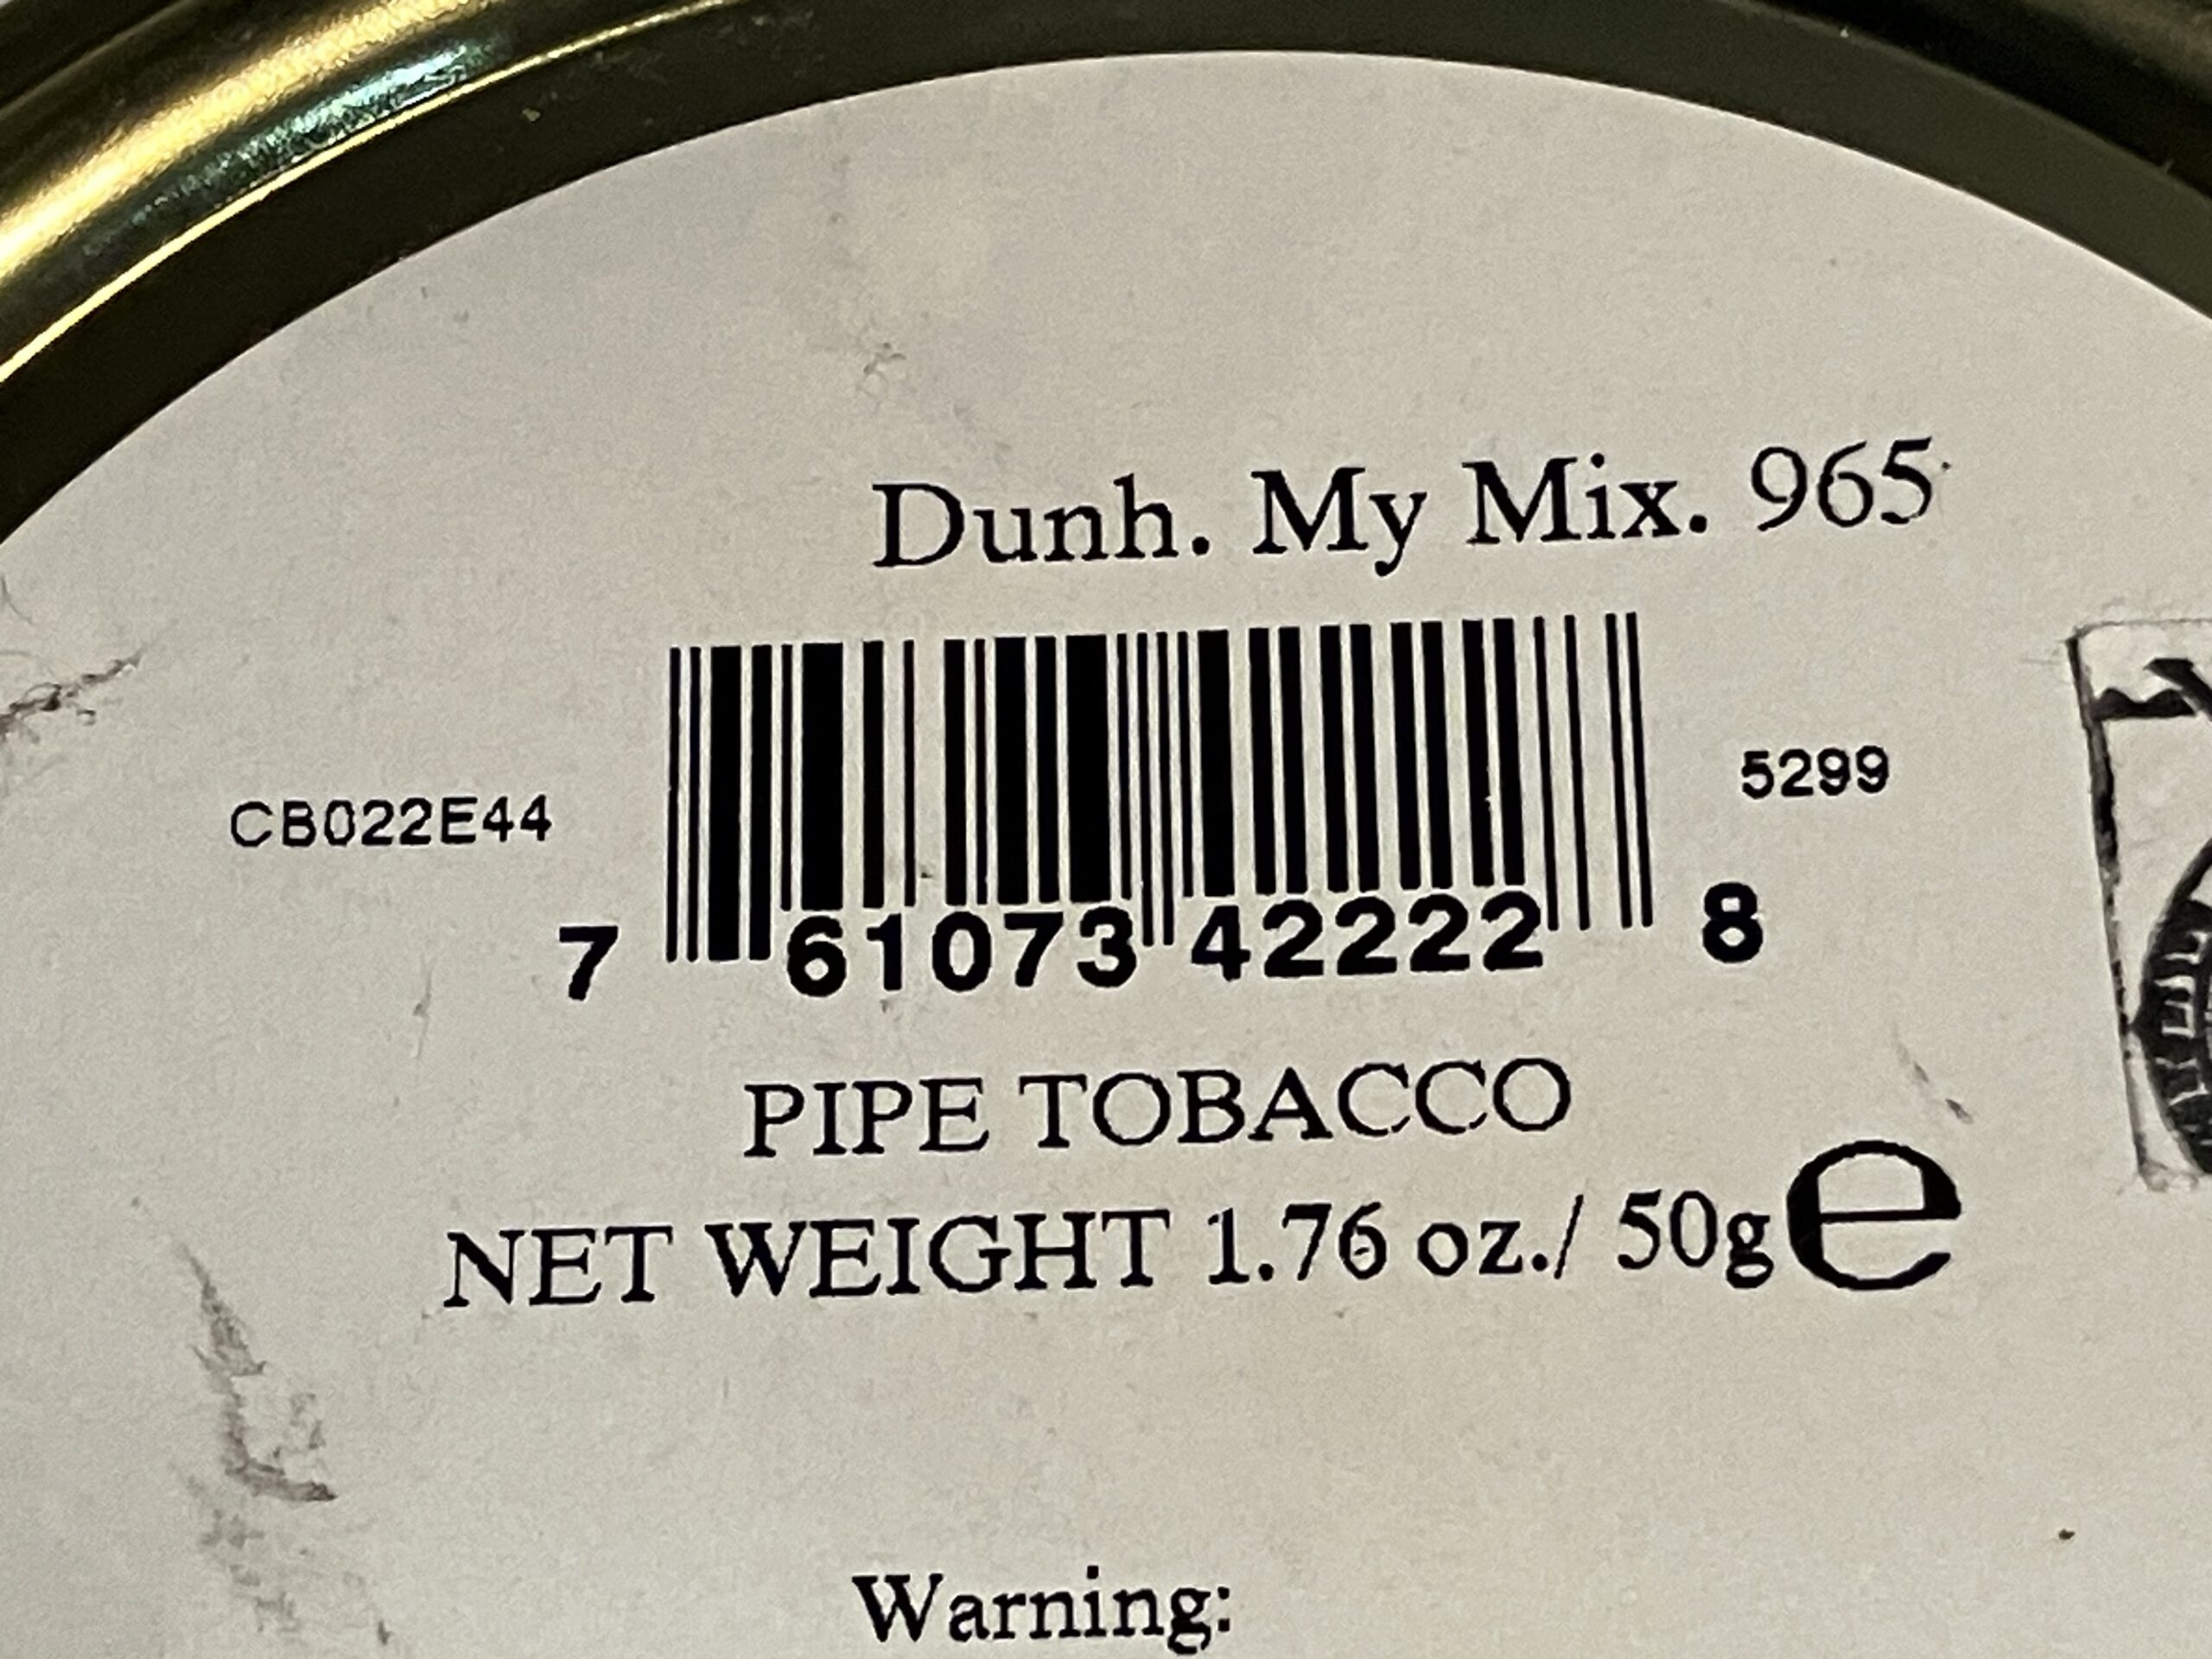 Dunh. My Mix. 965
CB022E44
5299
7 61073 42222 8
PIPE TOBACCO
NET WEIGHT 1.76 oz./ 50g e
Warning: